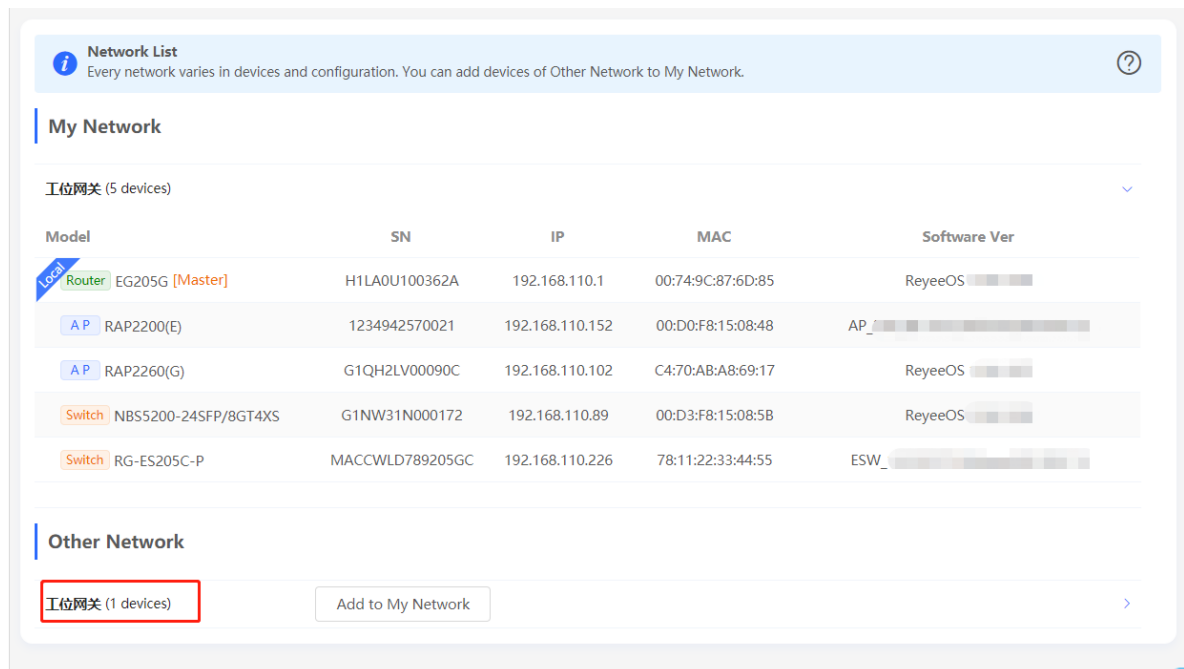 Network List
Every network varies in devices and configuration. You can add devices of Other Network to My Network.
My Network
工位网关 (5 devices)
Model SN IP MAC Software Ver
Local Router EG205G [Master] H1LA0U100362A 192.168.110.1 00:74:9C:87:6D:85 ReyeeOS
AP RAP2200(E) 1234942570021 192.168.110.152 00:D0:F8:15:08:48 AP_
AP RAP2260(G) G1QH2LV00090C 192.168.110.102 C4:70:AB:A8:69:17 ReyeeOS
Switch NBS5200-24SFP/8GT4XS G1NW31N000172 192.168.110.89 00:D3:F8:15:08:5B ReyeeOS
Switch RG-ES205C-P MACCWLD789205GC 192.168.110.226 78:11:22:33:44:55 ESW_
Other Network
工位网关 (1 devices) Add to My Network